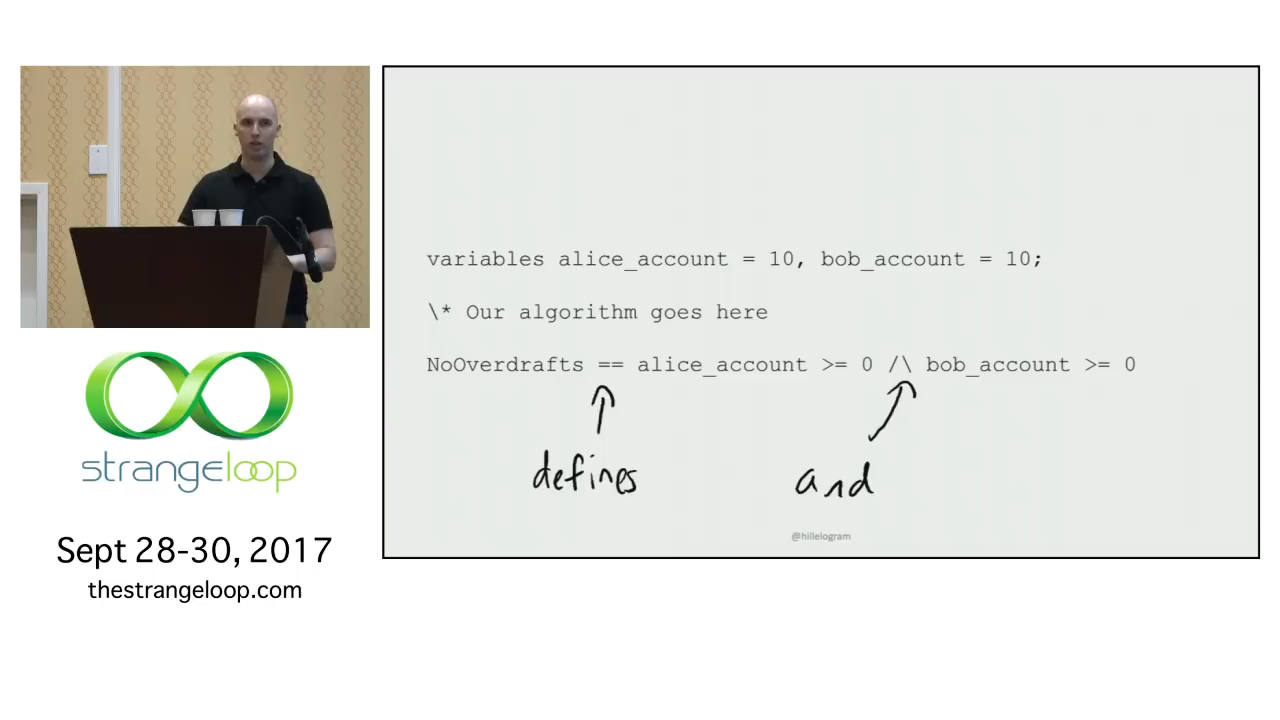 variables alice_account = 10, bob_account = 10;
\* Our algorithm goes here
NoOverdrafts == alice_account >= 0 /\ bob_account >= 0
defines
and
@hillelogram
strangeloop
Sept 28-30, 2017
thestrangeloop.com